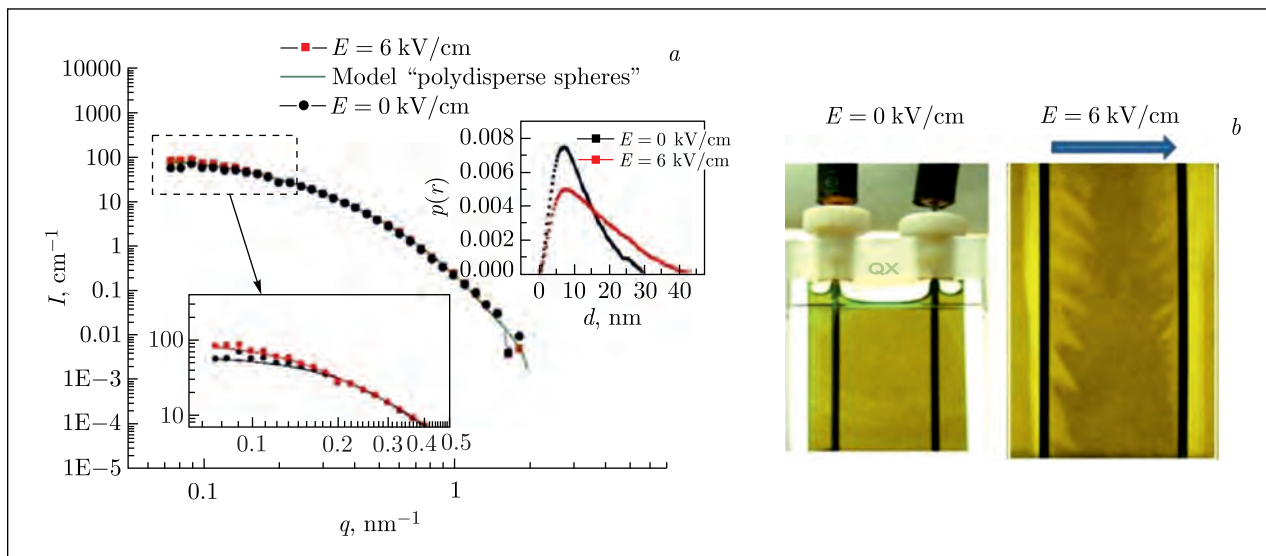 E = 6 kV/cm
Model “polydisperse spheres”
E = 0 kV/cm
a
10000
1000
100
10
1
0.1
0.01
1E−3
1E−4
1E−5
I, cm⁻¹
0.1
1
q, nm⁻¹
100
10
0.1
0.2
0.3
0.4
0.5
0.008
0.006
0.004
0.002
0.000
p(r)
E = 0 kV/cm
E = 6 kV/cm
0
10
20
30
40
d, nm
E = 0 kV/cm
E = 6 kV/cm
b
QX